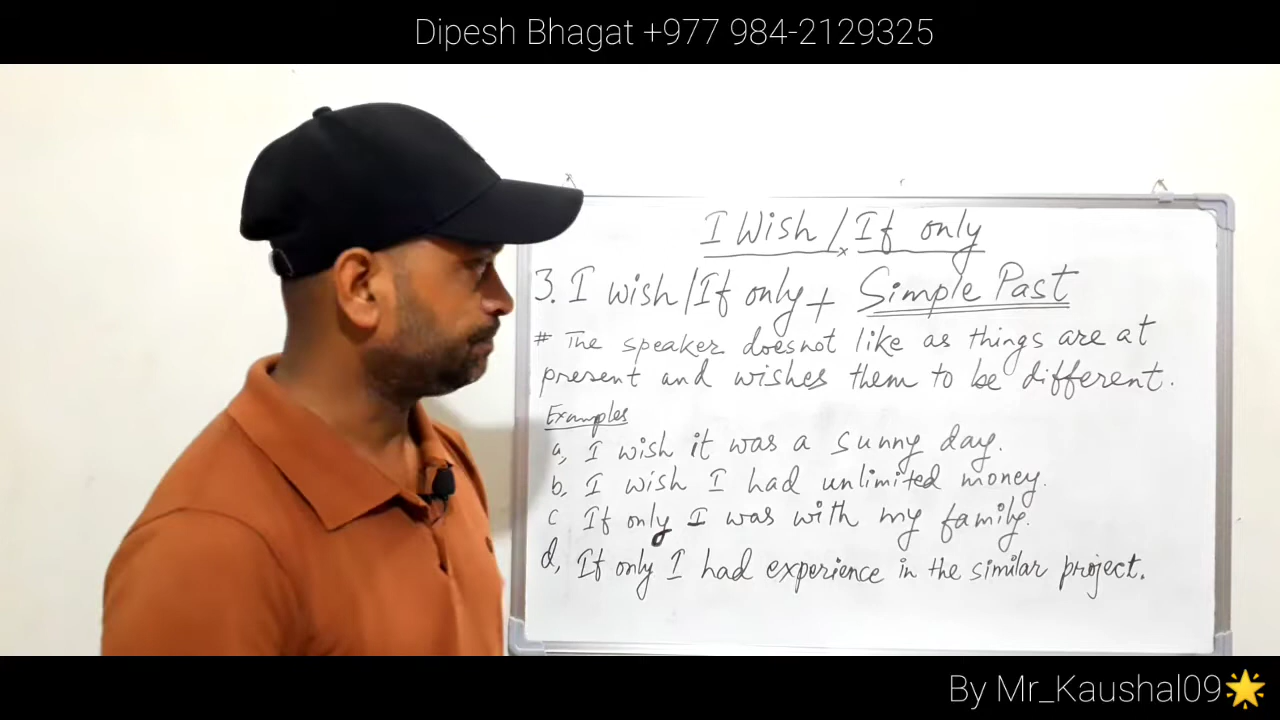 Dipesh Bhagat +977 984-2129325
I Wish / If only
3. I wish/If only + Simple Past
# The speaker doesnot like as things are at
present and wishes them to be different.
Examples
a, I wish it was a sunny day.
b, I wish I had unlimited money.
c If only I was with my family.
d, If only I had experience in the similar project.
By Mr_Kaushal09🌟